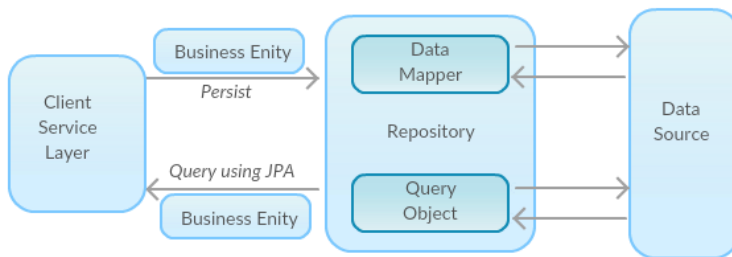 Business Enity
Persist
Client
Service
Layer
Query using JPA
Business Enity
Data
Mapper
Repository
Query
Object
Data
Source